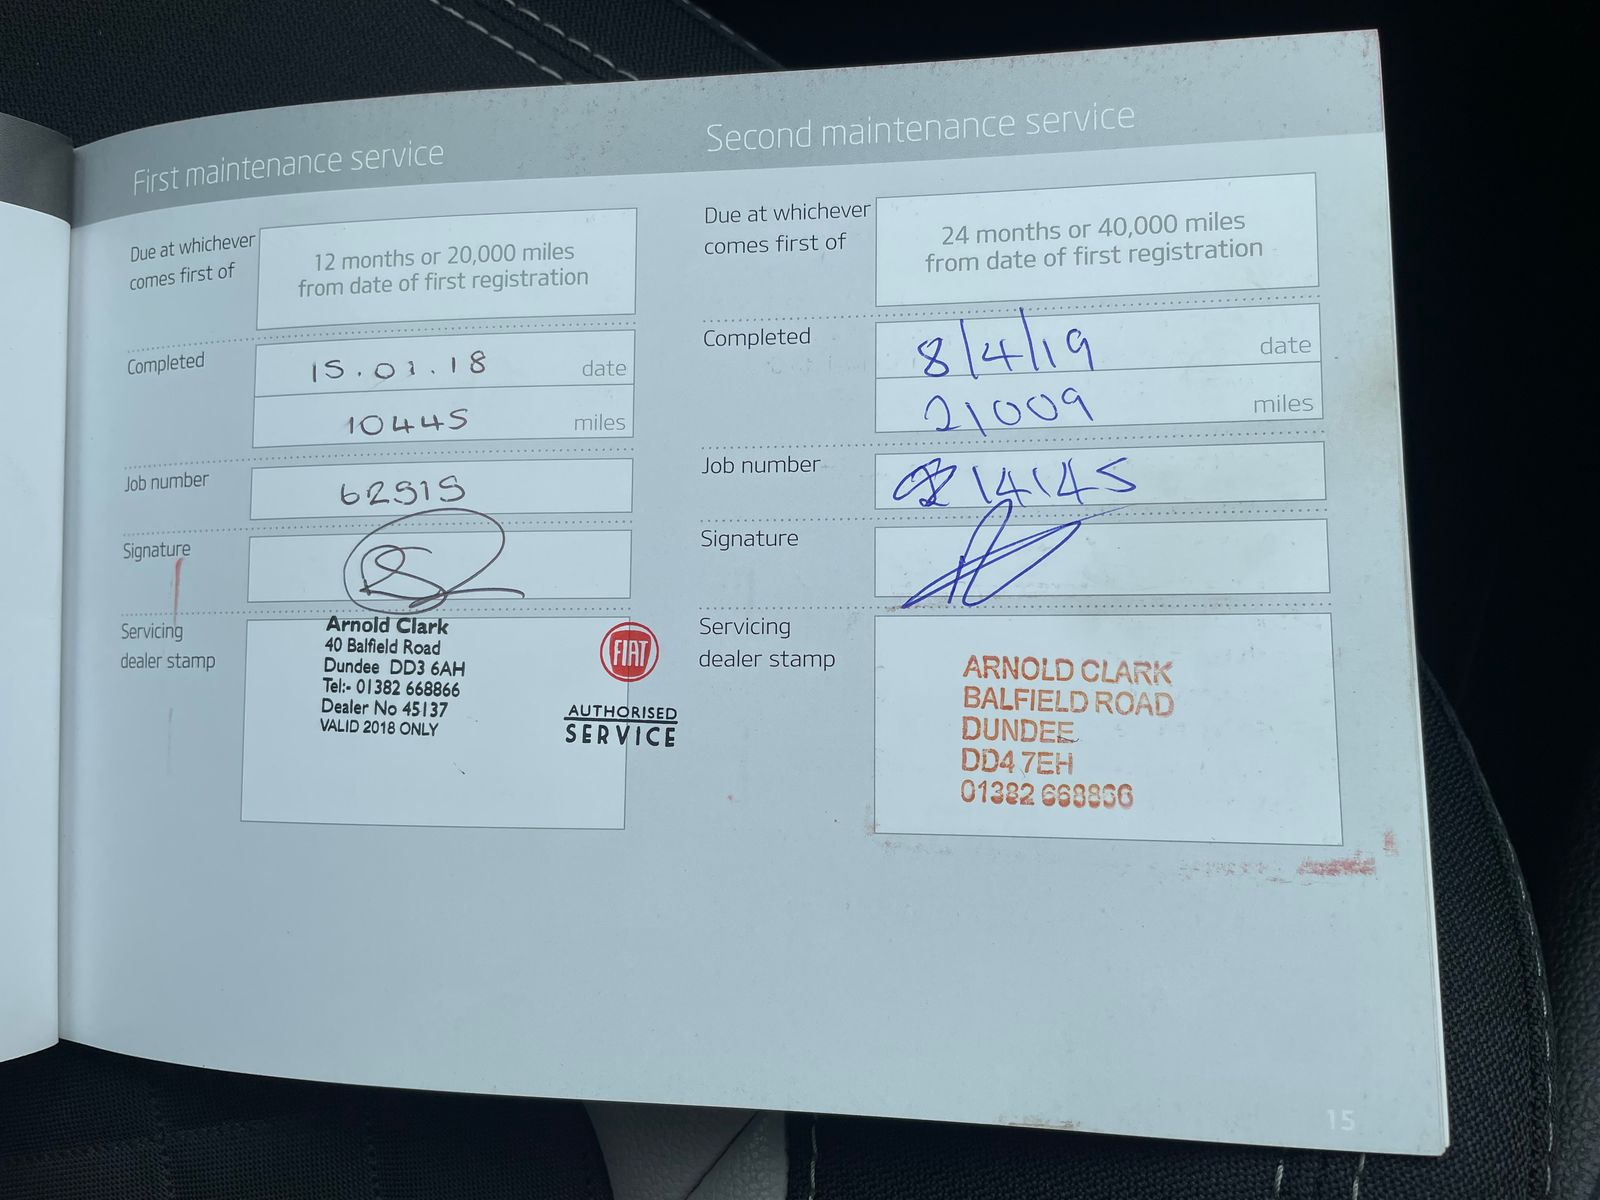 First maintenance service
Due at whichever
comes first of
12 months or 20,000 miles
from date of first registration
Completed
15.01.18 date
10445 miles
Job number
62919
Signature
Servicing
dealer stamp
Arnold Clark
40 Balfield Road
Dundee DD3 6AH
Tel:- 01382 668866
Dealer No 45137
VALID 2018 ONLY
FIAT
AUTHORISED
SERVICE
Second maintenance service
Due at whichever
comes first of
24 months or 40,000 miles
from date of first registration
Completed
8/4/19 date
21009 miles
Job number
14145
Signature
Servicing
dealer stamp
ARNOLD CLARK
BALFIELD ROAD
DUNDEE
DD4 7EH
01382 668866
15